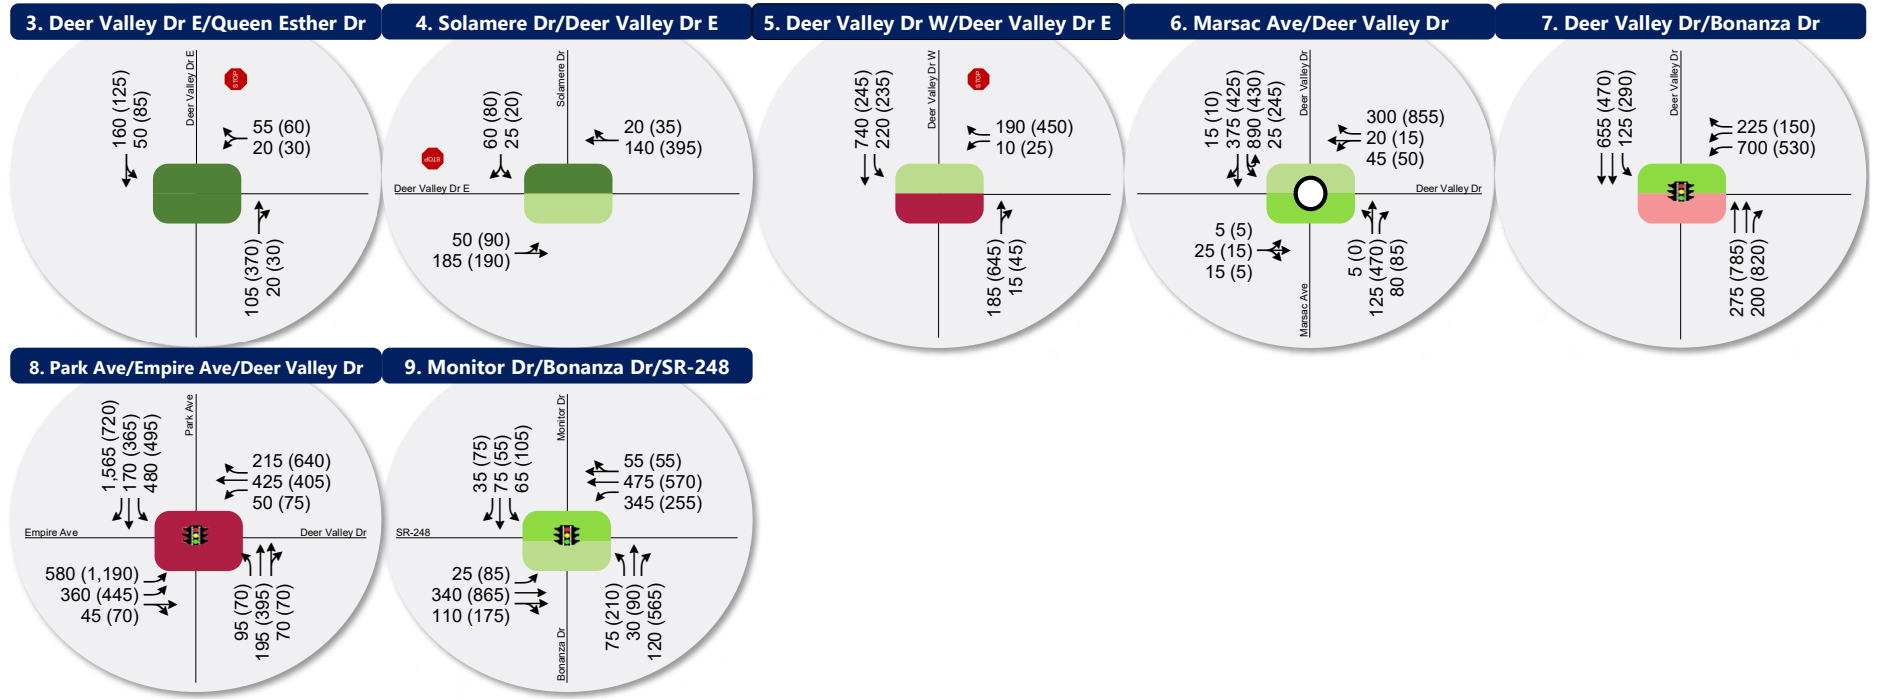 3. Deer Valley Dr E/Queen Esther Dr
160 (125)
50 (85)
Deer Valley Dr E
STOP
55 (60)
20 (30)
105 (370)
20 (30)
4. Solamere Dr/Deer Valley Dr E
60 (80)
25 (20)
Solamere Dr
20 (35)
140 (395)
STOP
Deer Valley Dr E
50 (90)
185 (190)
5. Deer Valley Dr W/Deer Valley Dr E
740 (245)
220 (235)
Deer Valley Dr W
STOP
190 (450)
10 (25)
185 (645)
15 (45)
6. Marsac Ave/Deer Valley Dr
15 (10)
375 (425)
890 (430)
25 (245)
Deer Valley Dr
300 (855)
20 (15)
45 (50)
Deer Valley Dr
5 (5)
25 (15)
15 (5)
Marsac Ave
5 (0)
125 (470)
80 (85)
7. Deer Valley Dr/Bonanza Dr
655 (470)
125 (290)
Deer Valley Dr
225 (150)
700 (530)
275 (785)
200 (820)
8. Park Ave/Empire Ave/Deer Valley Dr
1,565 (720)
170 (365)
480 (495)
Park Ave
215 (640)
425 (405)
50 (75)
Empire Ave
Deer Valley Dr
580 (1,190)
360 (445)
45 (70)
95 (70)
195 (395)
70 (70)
9. Monitor Dr/Bonanza Dr/SR-248
35 (75)
75 (55)
65 (105)
Monitor Dr
55 (55)
475 (570)
345 (255)
SR-248
25 (85)
340 (865)
110 (175)
Bonanza Dr
75 (210)
30 (90)
120 (565)